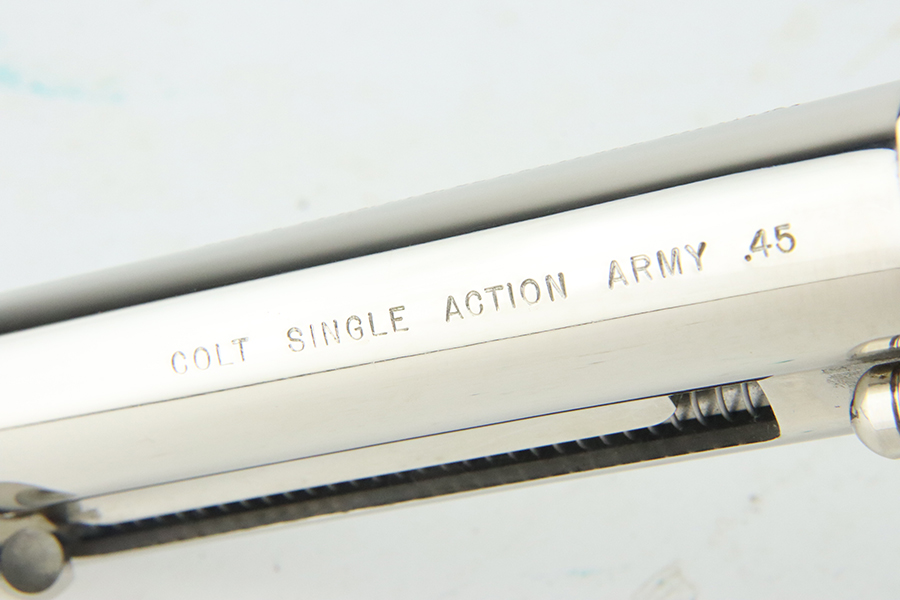 COLT SINGLE ACTION ARMY .45